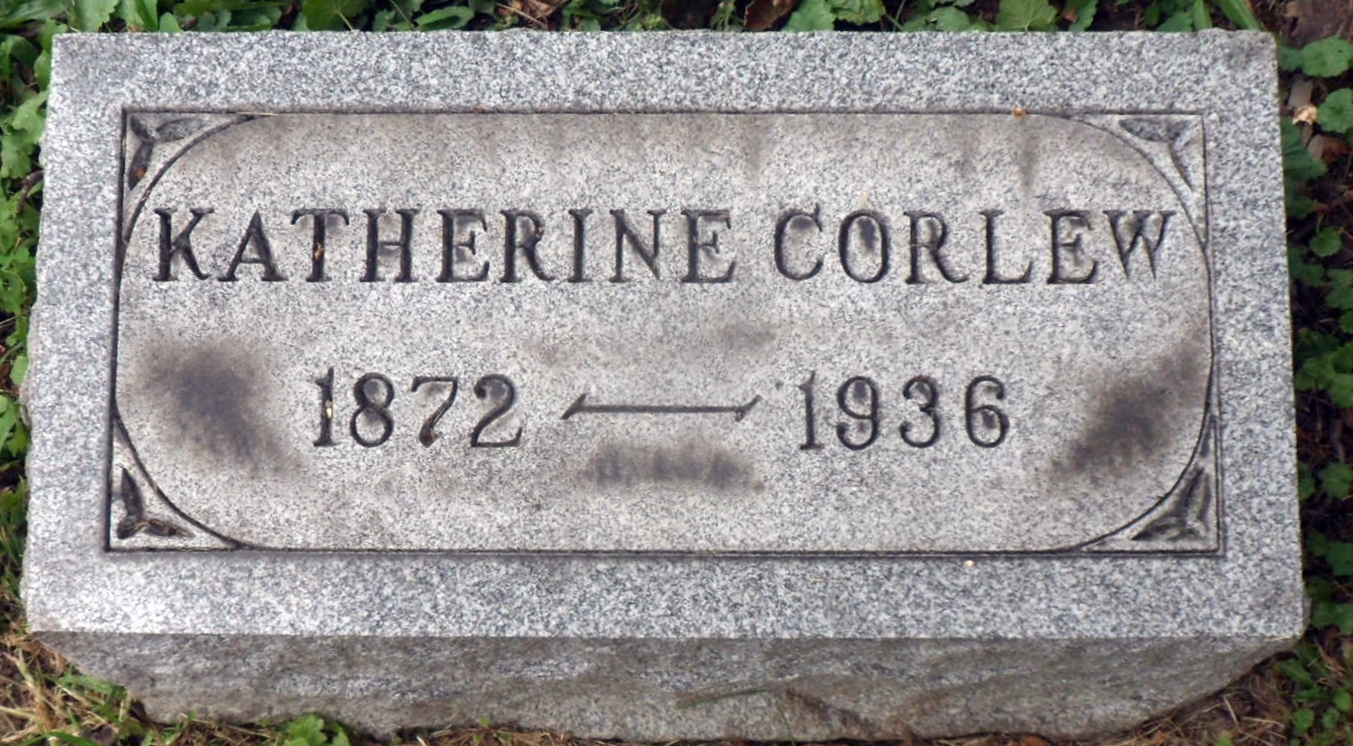 KATHERINE CORLEW
1872 — 1936